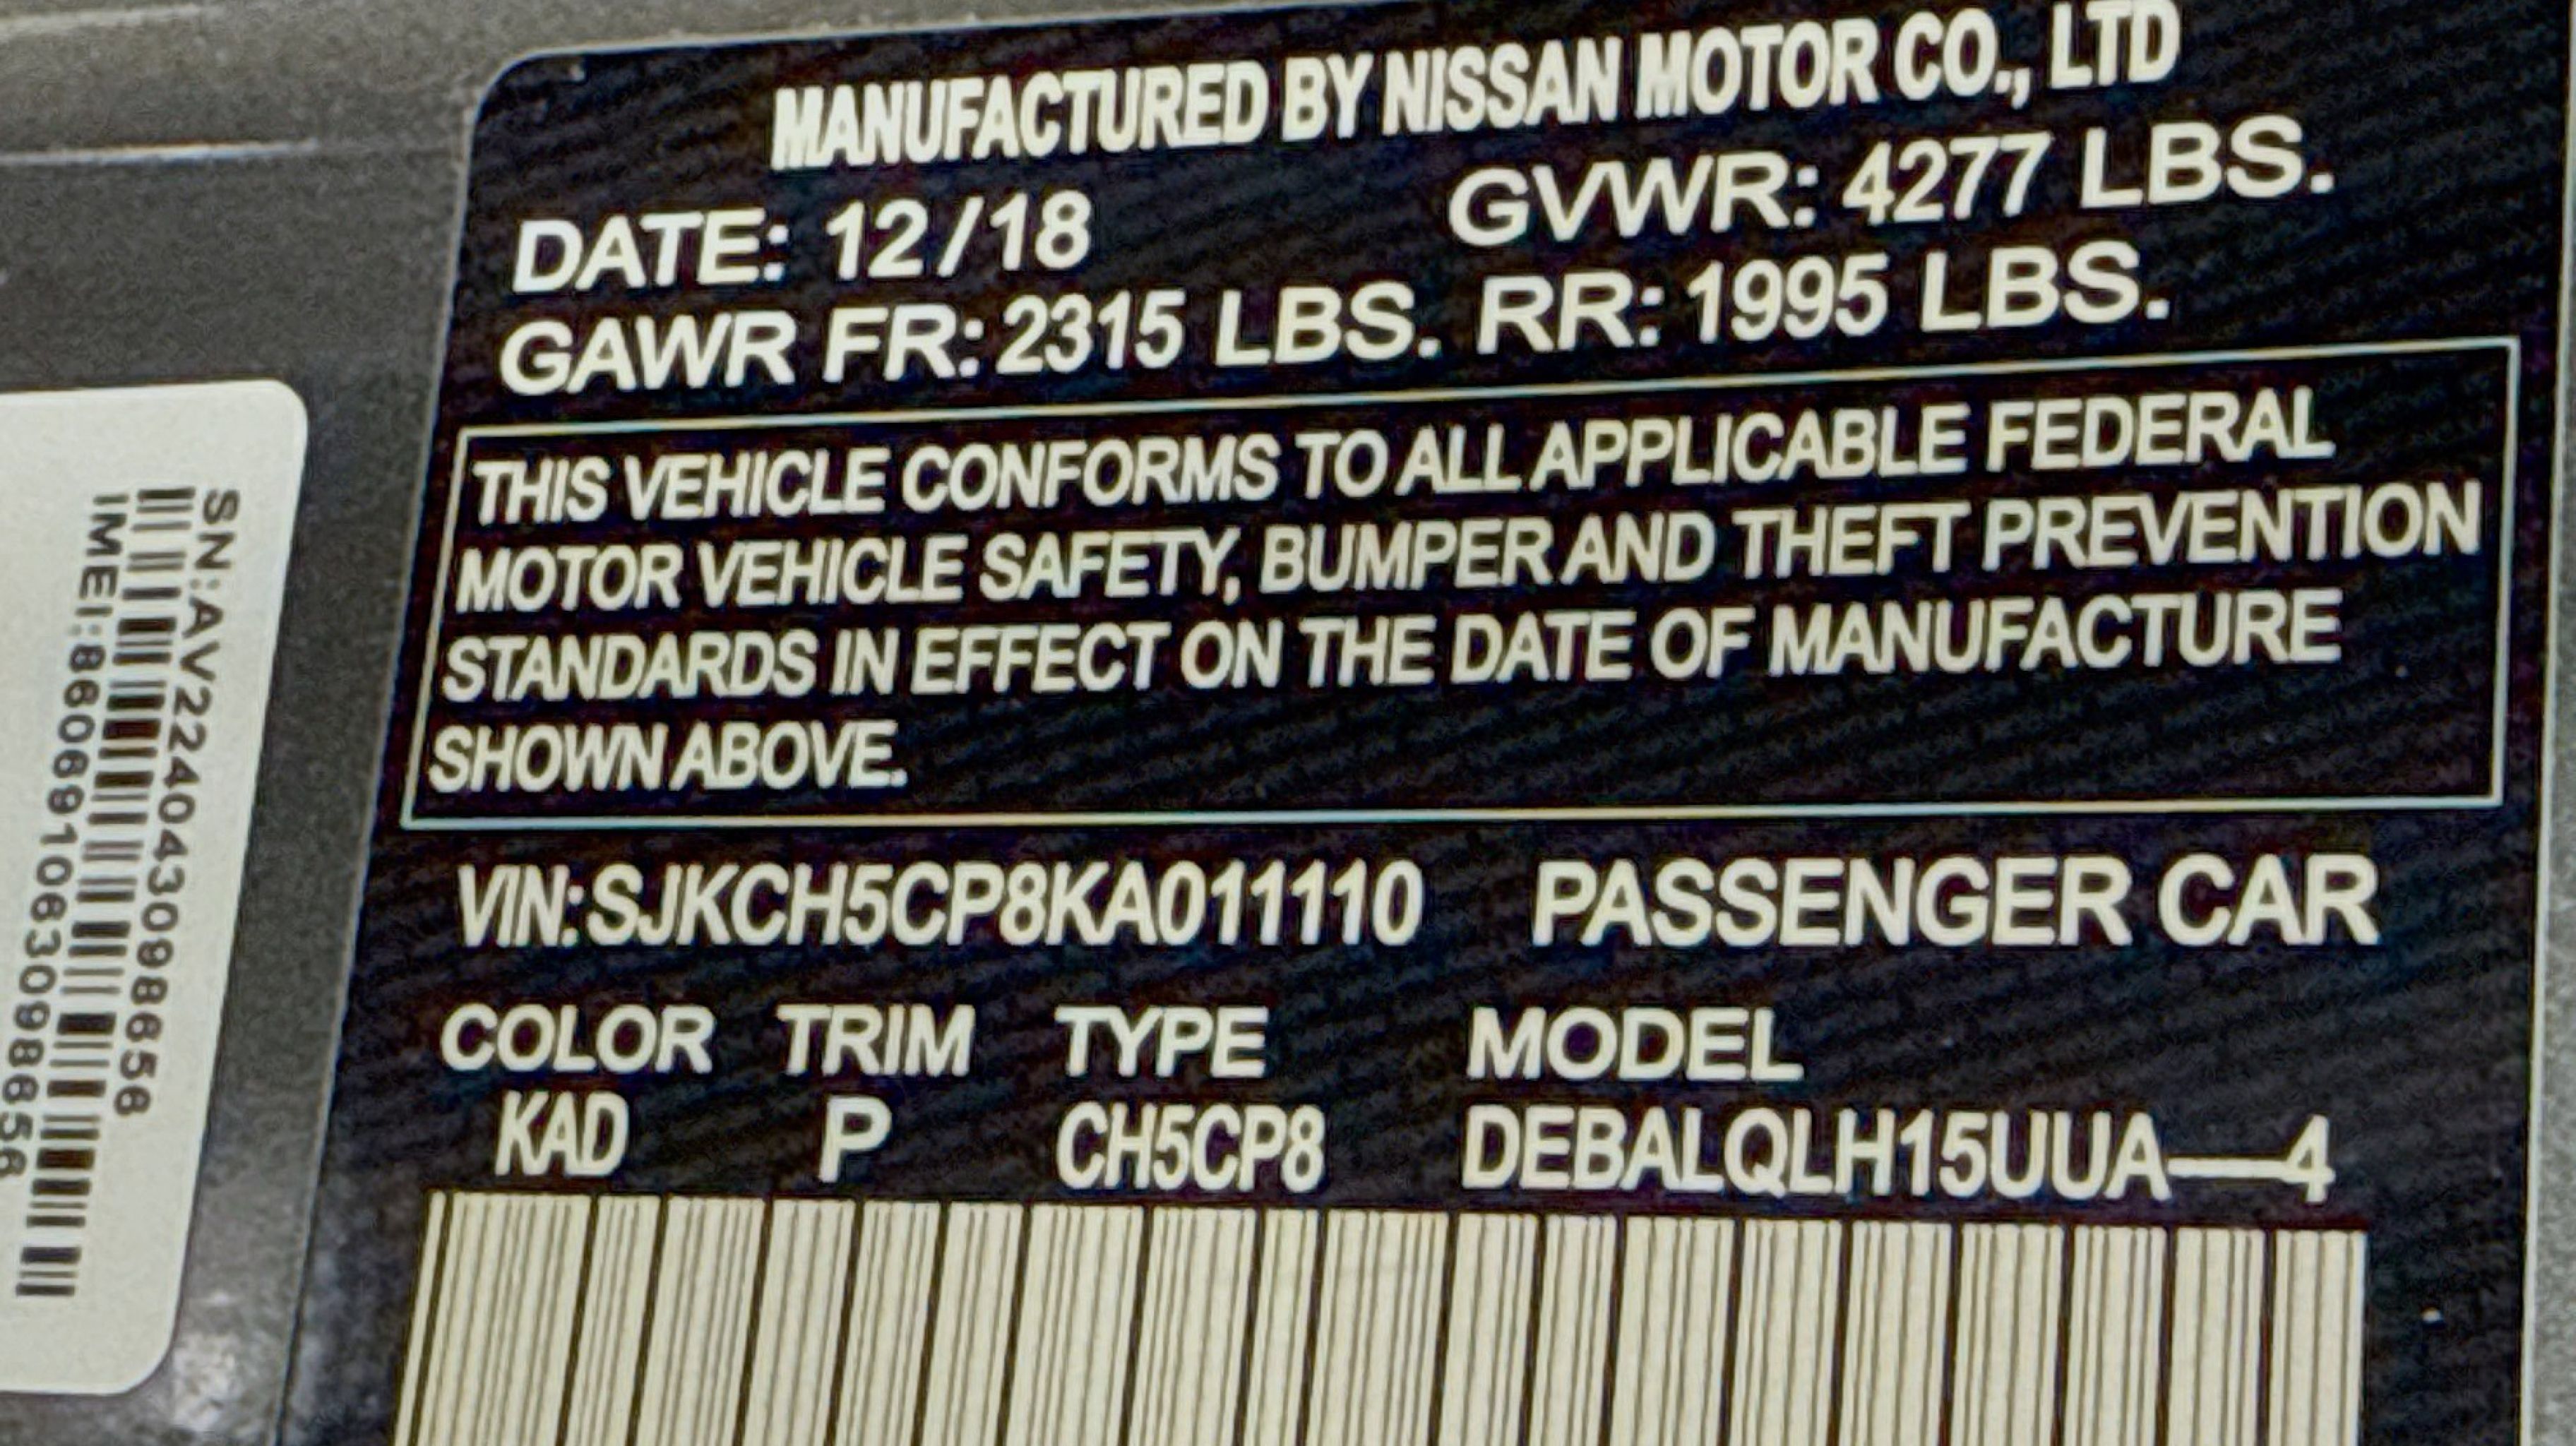 MANUFACTURED BY NISSAN MOTOR CO., LTD
DATE: 12/18 GVWR: 4277 LBS.
GAWR FR: 2315 LBS. RR: 1995 LBS.
THIS VEHICLE CONFORMS TO ALL APPLICABLE FEDERAL
MOTOR VEHICLE SAFETY, BUMPER AND THEFT PREVENTION
STANDARDS IN EFFECT ON THE DATE OF MANUFACTURE
SHOWN ABOVE.
VIN:SJKCH5CP8KA011110 PASSENGER CAR
COLOR TRIM TYPE MODEL
KAD P CH5CP8 DEBALQLH15UUA—4
SN:AV224043098656
IMEI:860691063098656